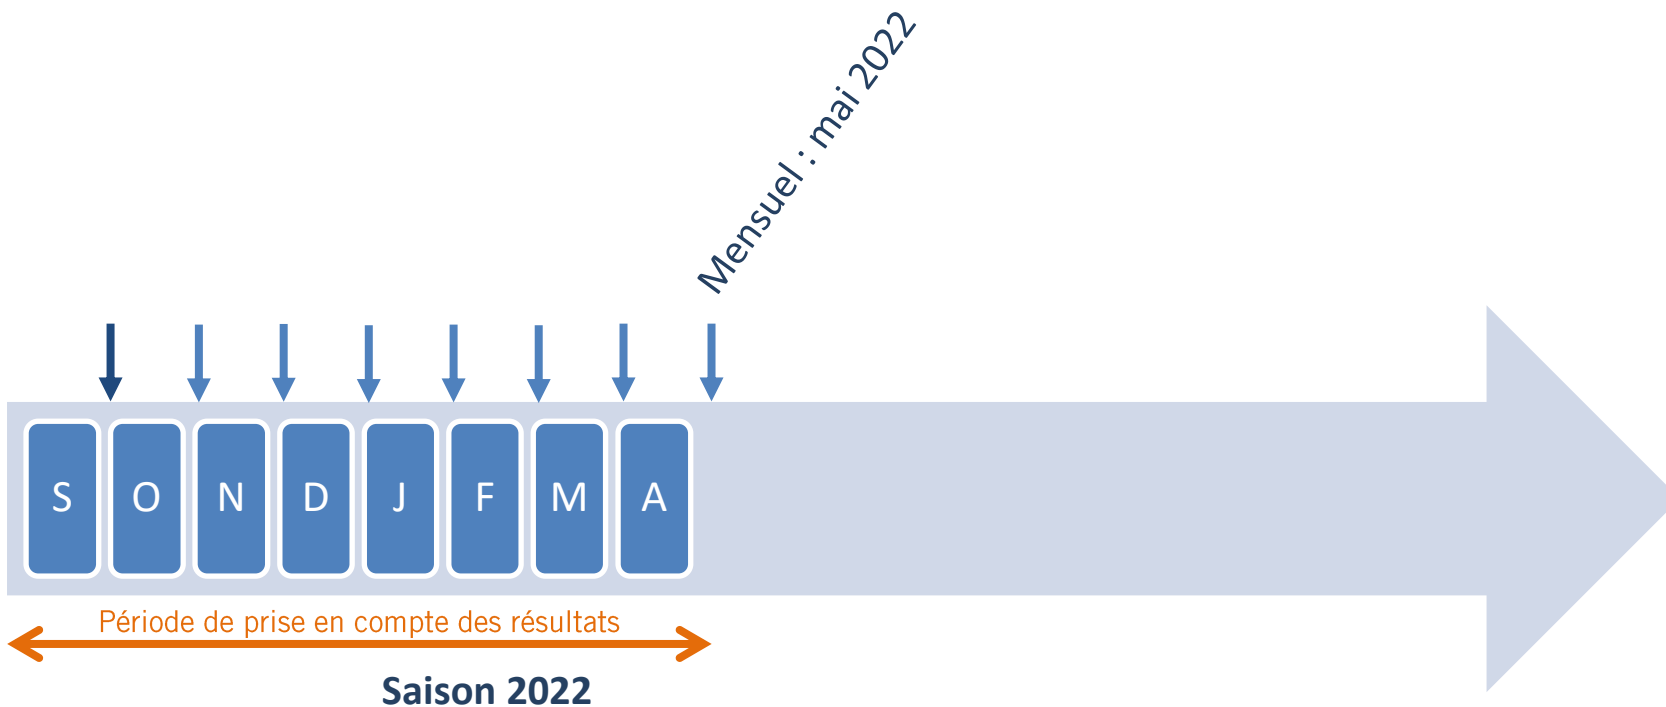 Mensuel : mai 2022
S O N D J F M A
Période de prise en compte des résultats
Saison 2022